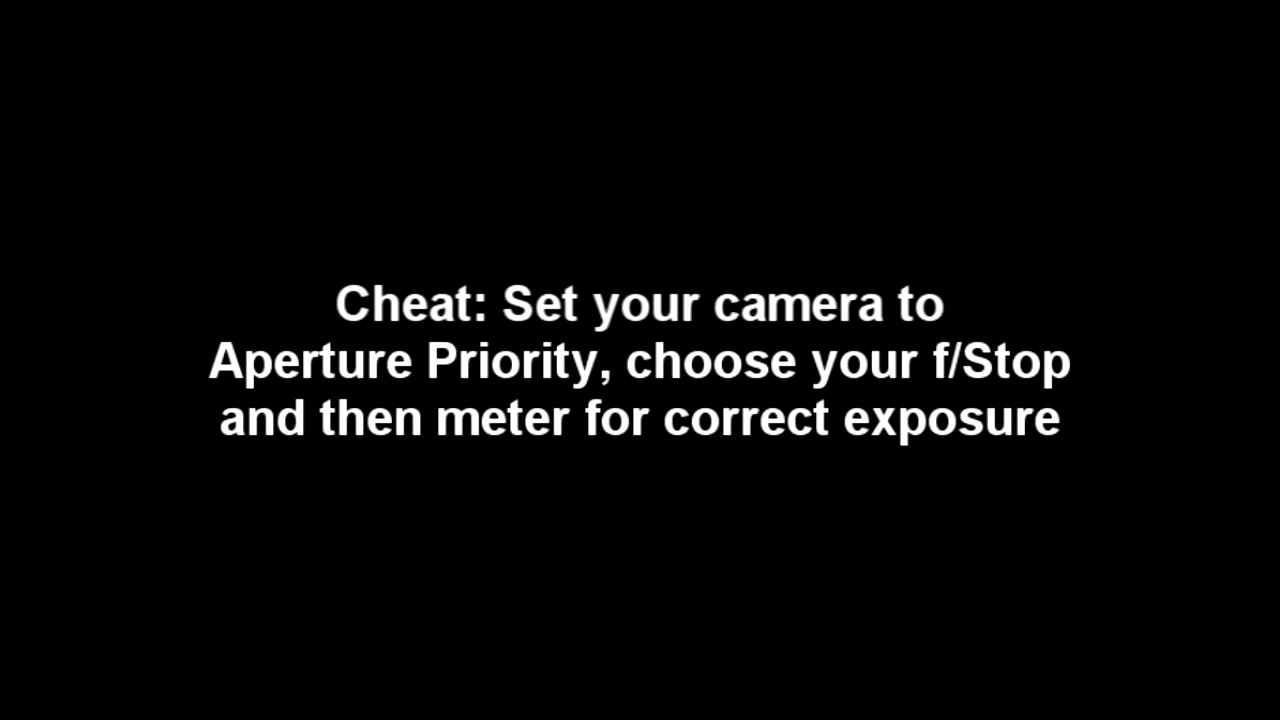 Cheat: Set your camera to
Aperture Priority, choose your f/Stop
and then meter for correct exposure